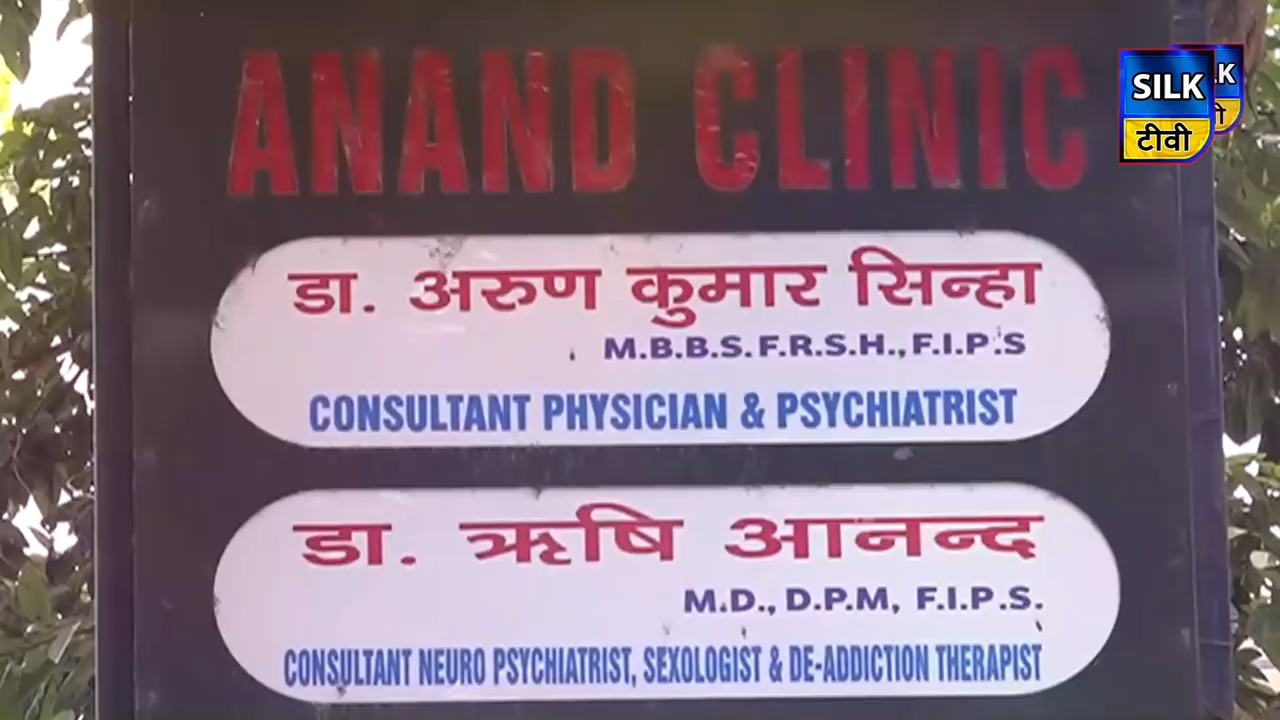 ANAND CLINIC
SILK
टीवी
डा. अरुण कुमार सिन्हा
M.B.B.S. F.R.S.H., F.I.P.S
CONSULTANT PHYSICIAN & PSYCHIATRIST
डा. ऋषि आनन्द
M.D., D.P.M, F.I.P.S.
CONSULTANT NEURO PSYCHIATRIST, SEXOLOGIST & DE-ADDICTION THERAPIST